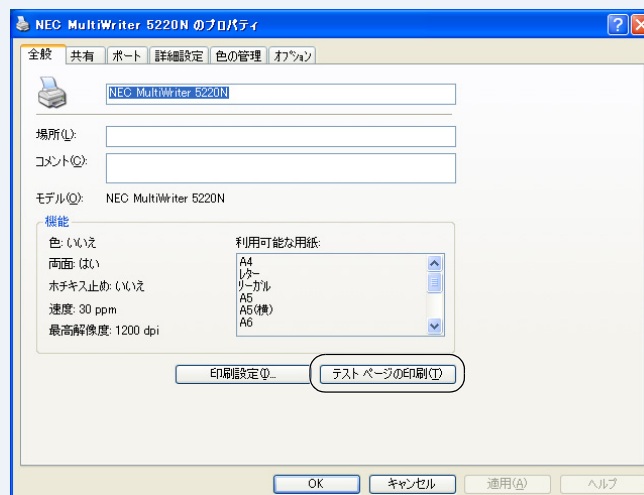 NEC MultiWriter 5220N のプロパティ
全般 共有 ポート 詳細設定 色の管理 オプション
NEC MultiWriter 5220N
場所(L):
コメント(C):
モデル(O): NEC MultiWriter 5220N
機能
色: いいえ
両面: はい
ホチキス止め: いいえ
速度: 30 ppm
最高解像度: 1200 dpi
利用可能な用紙:
A4
レター
リーガル
A5
A5(横)
A6
印刷設定(I)...
テスト ページの印刷(T)
OK キャンセル 適用(A) ヘルプ